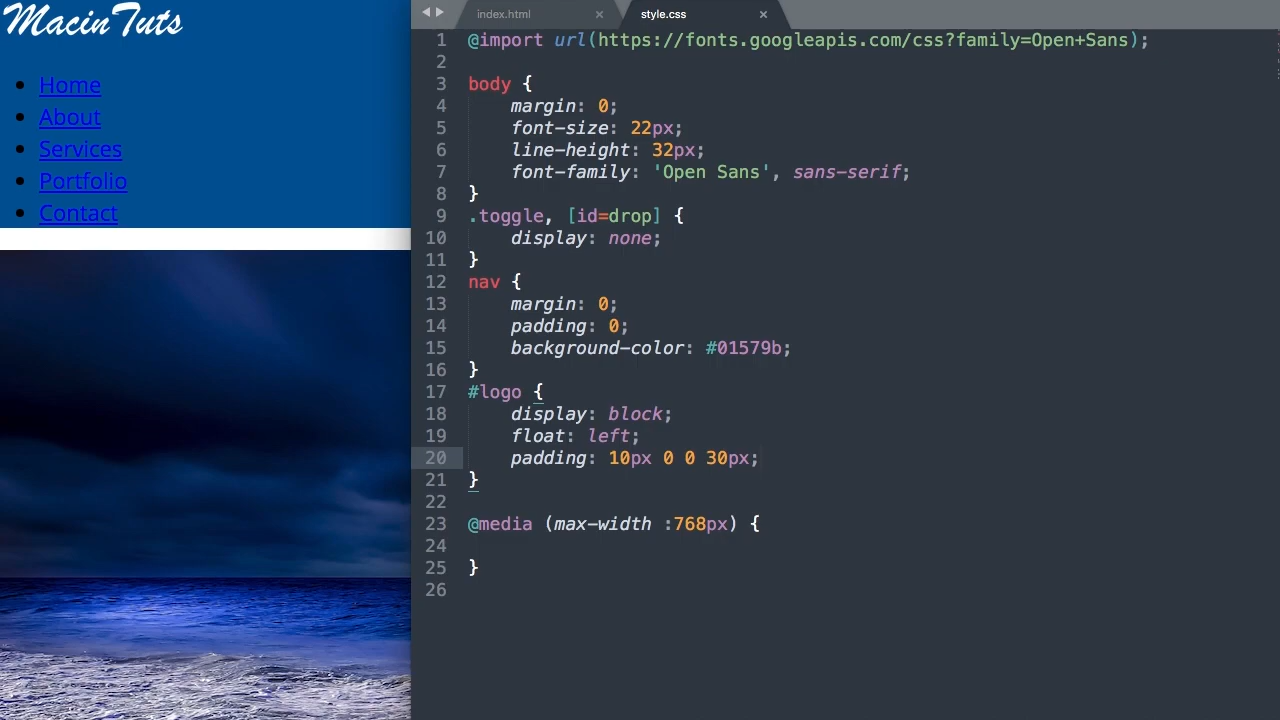 MacinTuts
Home
About
Services
Portfolio
Contact
index.html ×
style.css ×
1 @import url(https://fonts.googleapis.com/css?family=Open+Sans);
2
3 body {
4 margin: 0;
5 font-size: 22px;
6 line-height: 32px;
7 font-family: 'Open Sans', sans-serif;
8 }
9 .toggle, [id=drop] {
10 display: none;
11 }
12 nav {
13 margin: 0;
14 padding: 0;
15 background-color: #01579b;
16 }
17 #logo {
18 display: block;
19 float: left;
20 padding: 10px 0 0 30px;
21 }
22
23 @media (max-width :768px) {
24
25 }
26